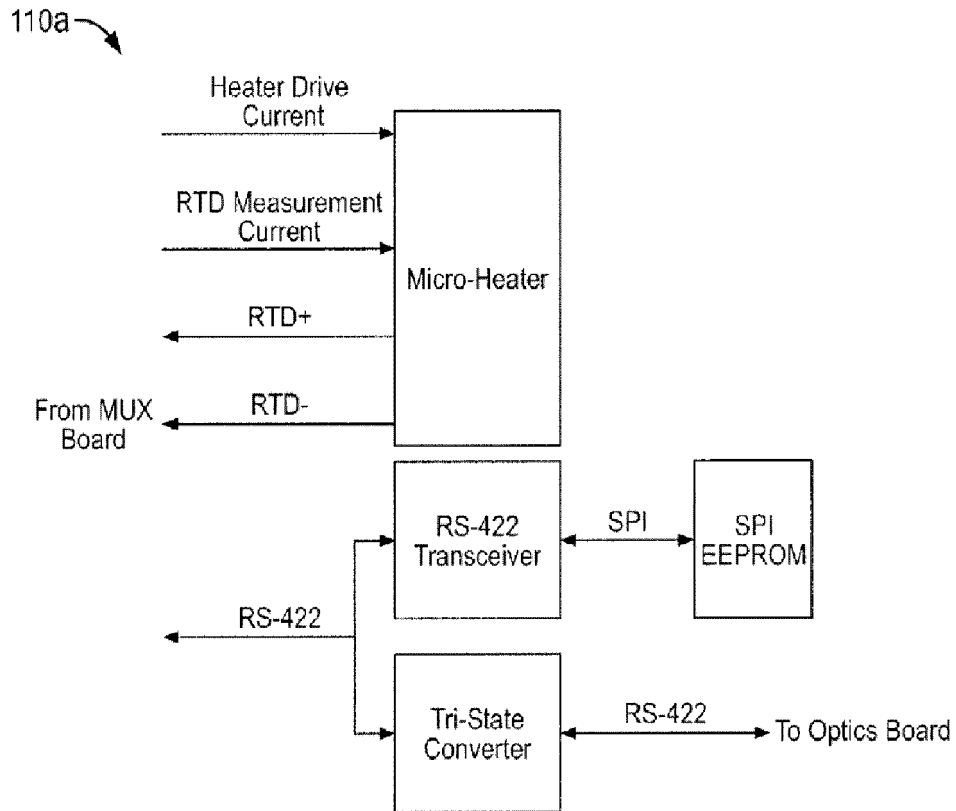 110a
Heater Drive
Current
RTD Measurement
Current
Micro-Heater
RTD+
From MUX
Board
RTD-
RS-422
Transceiver
SPI
SPI
EEPROM
RS-422
Tri-State
Converter
RS-422
To Optics Board